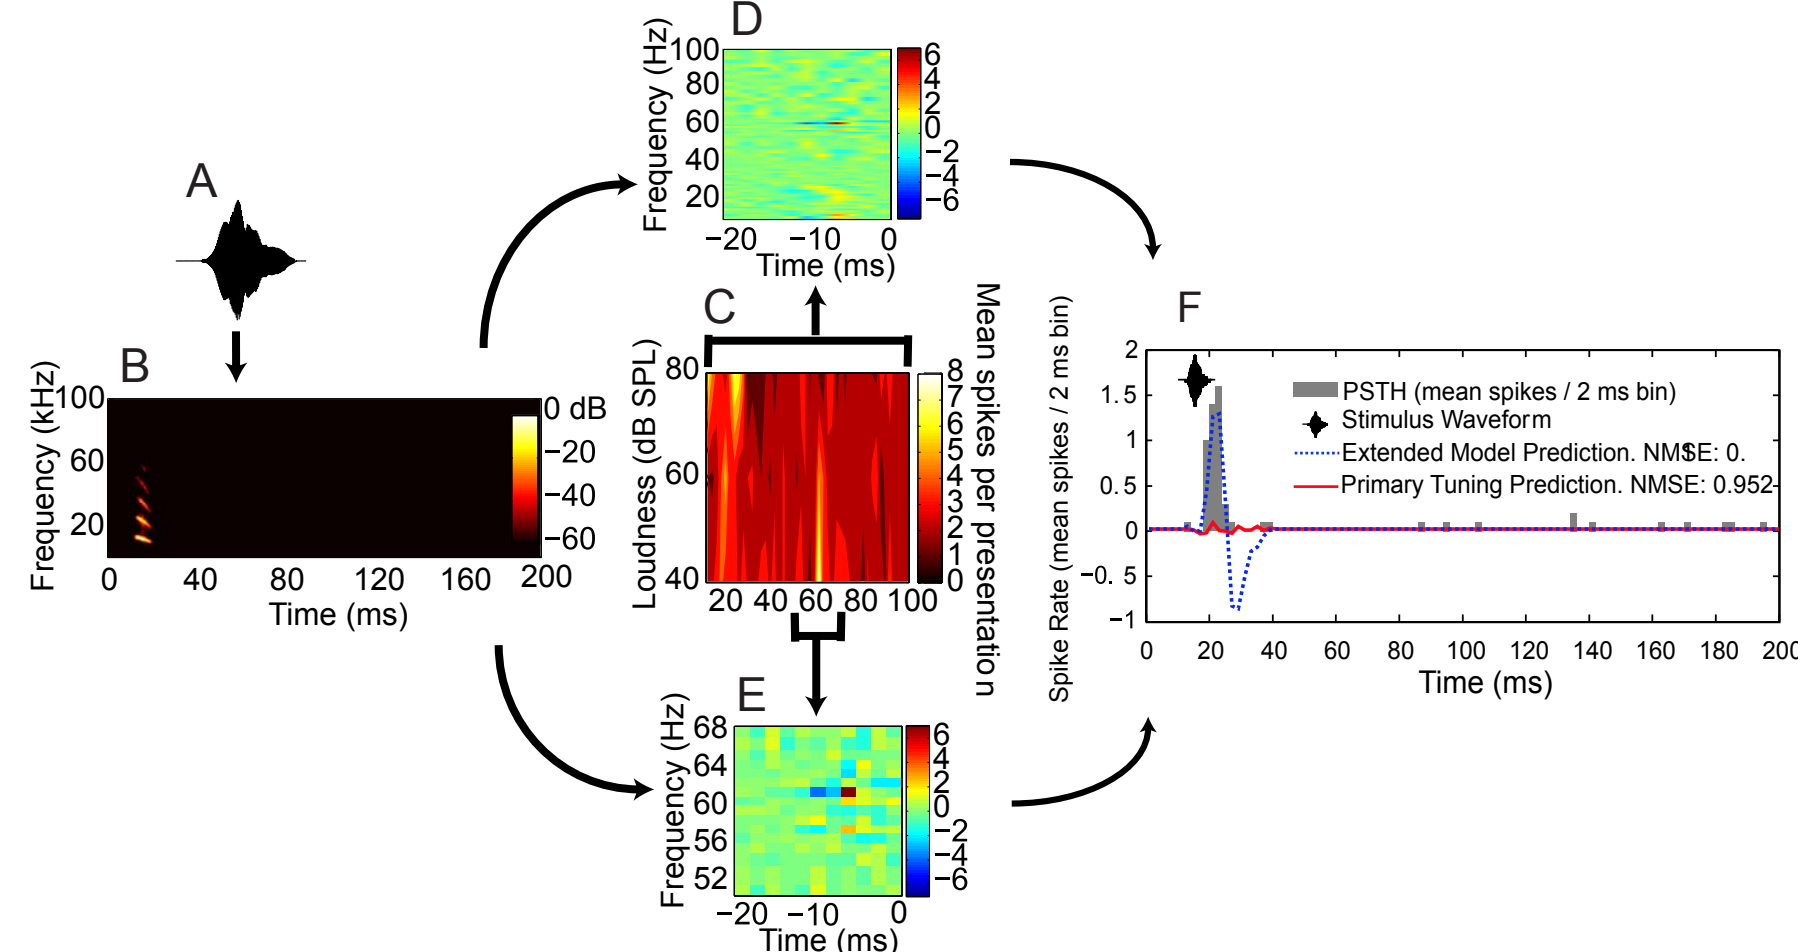 A
B
Frequency (kHz)
100
60
20
0 dB
−20
−40
−60
0 40 80 120 160 200
Time (ms)
D
Frequency (Hz)
100
80
60
40
20
6
4
2
0
−2
−4
−6
−20 −10 0
Time (ms)
C
Loudness (dB SPL)
80
60
40
8
7
6
5
4
3
2
1
0
20 40 60 80 100
Mean spikes per presentation
E
Frequency (Hz)
68
64
60
56
52
6
4
2
0
−2
−4
−6
−20 −10 0
Time (ms)
F
Spike Rate (mean spikes / 2 ms bin)
2
1.5
1
0.5
0
−0.5
−1
PSTH (mean spikes / 2 ms bin)
Stimulus Waveform
Extended Model Prediction. NMSE: 0.
Primary Tuning Prediction. NMSE: 0.952
0 20 40 60 80 100 120 140 160 180 200
Time (ms)